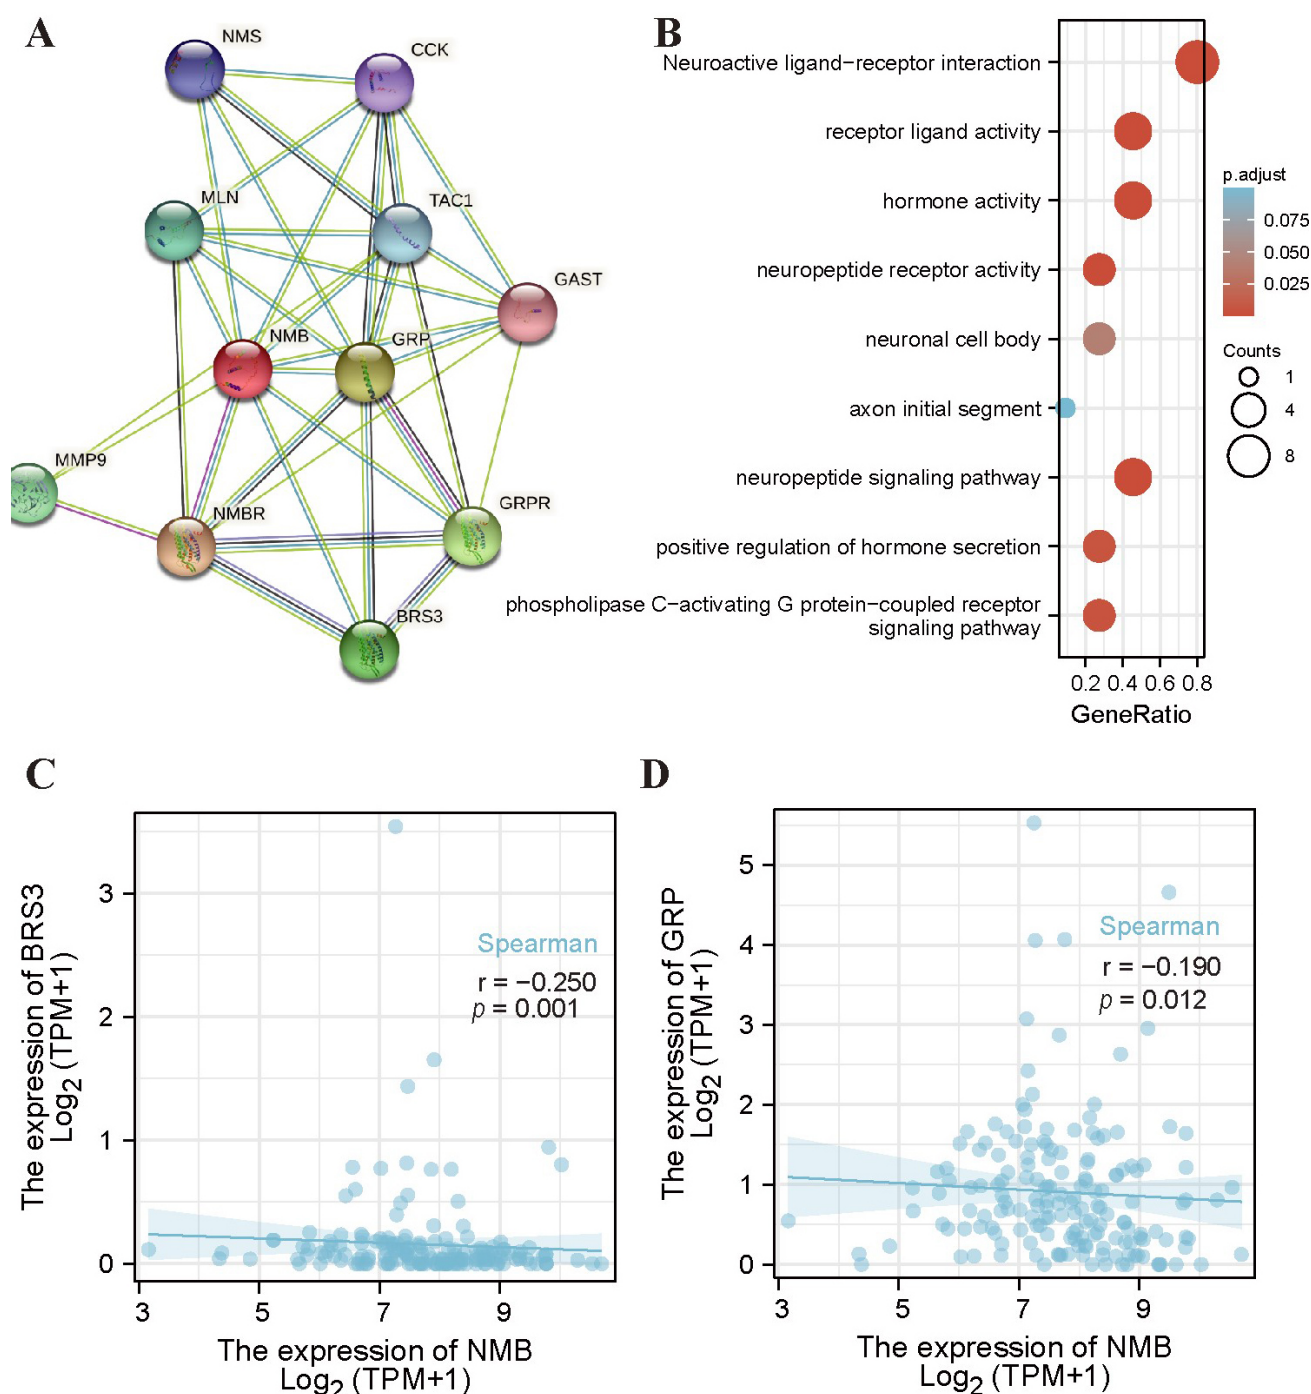 A
NMS
CCK
MLN
TAC1
GAST
NMB
GRP
MMP9
NMBR
GRPR
BRS3
B
Neuroactive ligand−receptor interaction
receptor ligand activity
hormone activity
neuropeptide receptor activity
neuronal cell body
axon initial segment
neuropeptide signaling pathway
positive regulation of hormone secretion
phospholipase C−activating G protein−coupled receptor
signaling pathway
0.2 0.4 0.6 0.8
GeneRatio
p.adjust
0.075
0.050
0.025
Counts
1
4
8
C
The expression of BRS3
Log2 (TPM+1)
3
2
1
0
Spearman
r = −0.250
p = 0.001
3 5 7 9
The expression of NMB
Log2 (TPM+1)
D
The expression of GRP
Log2 (TPM+1)
5
4
3
2
1
0
Spearman
r = −0.190
p = 0.012
3 5 7 9
The expression of NMB
Log2 (TPM+1)